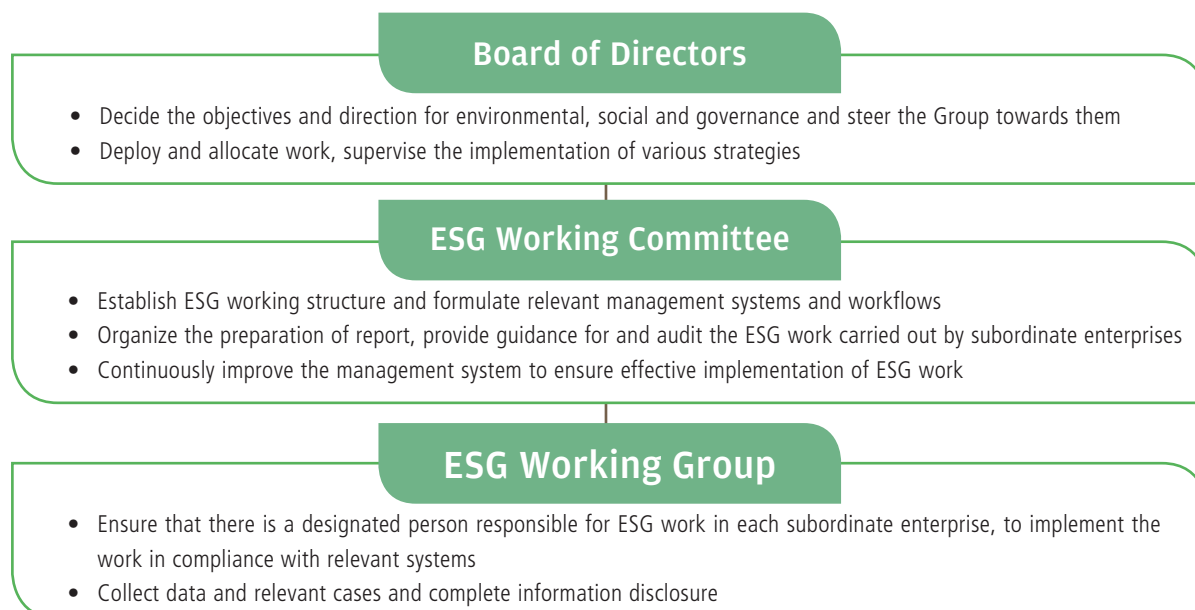 Board of Directors
• Decide the objectives and direction for environmental, social and governance and steer the Group towards them
• Deploy and allocate work, supervise the implementation of various strategies
ESG Working Committee
• Establish ESG working structure and formulate relevant management systems and workflows
• Organize the preparation of report, provide guidance for and audit the ESG work carried out by subordinate enterprises
• Continuously improve the management system to ensure effective implementation of ESG work
ESG Working Group
• Ensure that there is a designated person responsible for ESG work in each subordinate enterprise, to implement the
work in compliance with relevant systems
• Collect data and relevant cases and complete information disclosure